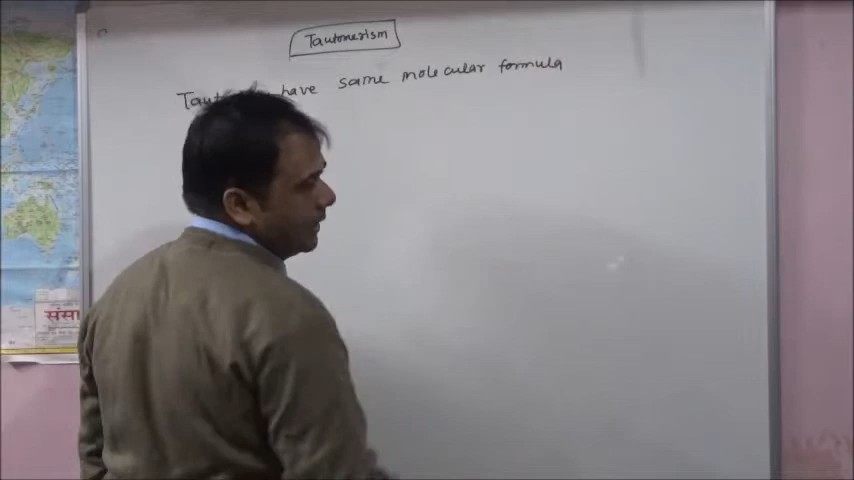 Tautomerism
have same molecular formula
संसा